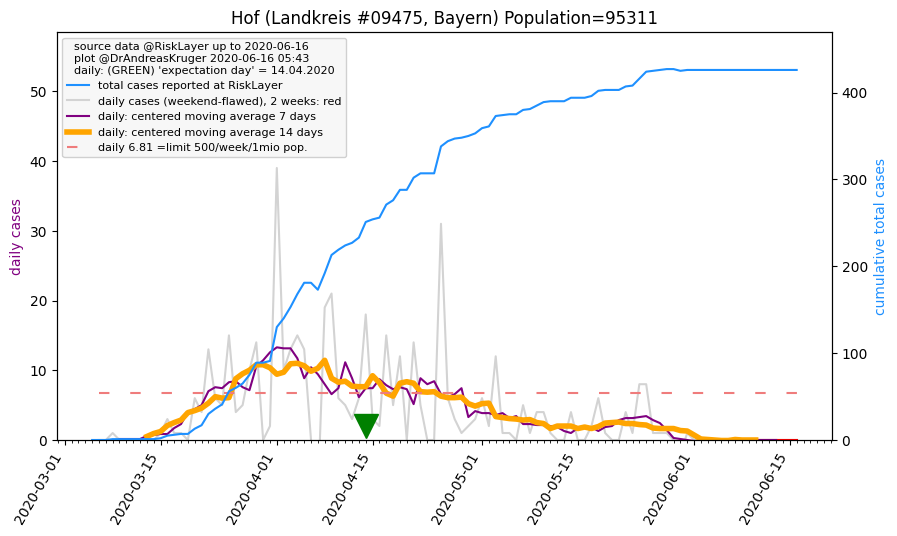 Hof (Landkreis #09475, Bayern) Population=95311
source data @RiskLayer up to 2020-06-16
plot @DrAndreasKruger 2020-06-16 05:43
daily: (GREEN) 'expectation day' = 14.04.2020
total cases reported at RiskLayer
daily cases (weekend-flawed), 2 weeks: red
daily: centered moving average 7 days
daily: centered moving average 14 days
daily 6.81 =limit 500/week/1mio pop.
daily cases
0
10
20
30
40
50
cumulative total cases
0
100
200
300
400
2020-03-01
2020-03-15
2020-04-01
2020-04-15
2020-05-01
2020-05-15
2020-06-01
2020-06-15